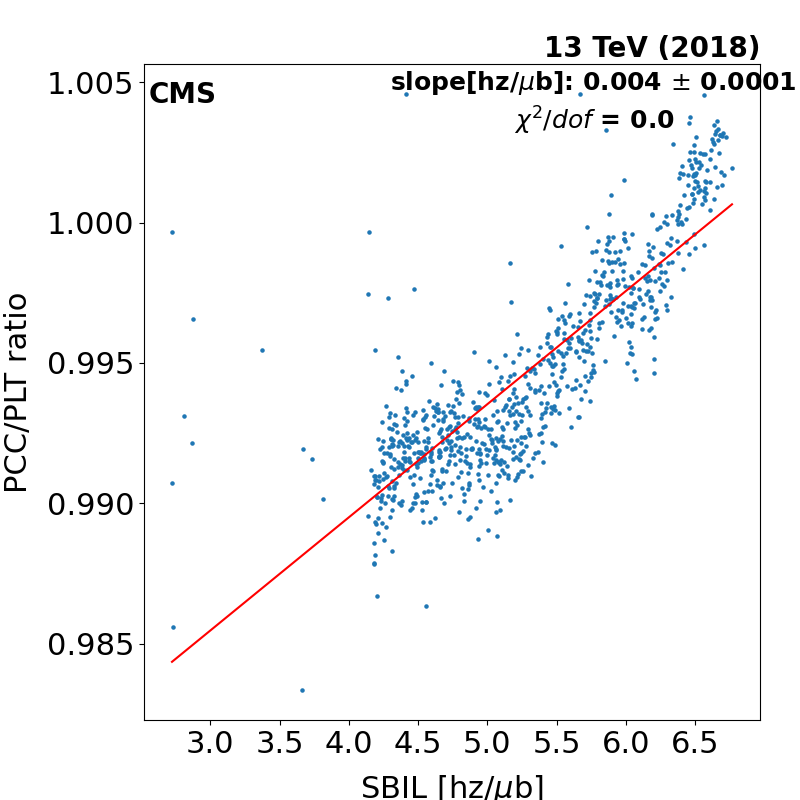 13 TeV (2018)
CMS
slope[hz/μb]: 0.004 ± 0.0001
χ²/dof = 0.0
1.005
1.000
0.995
0.990
0.985
PCC/PLT ratio
3.0 3.5 4.0 4.5 5.0 5.5 6.0 6.5
SBIL [hz/μb]